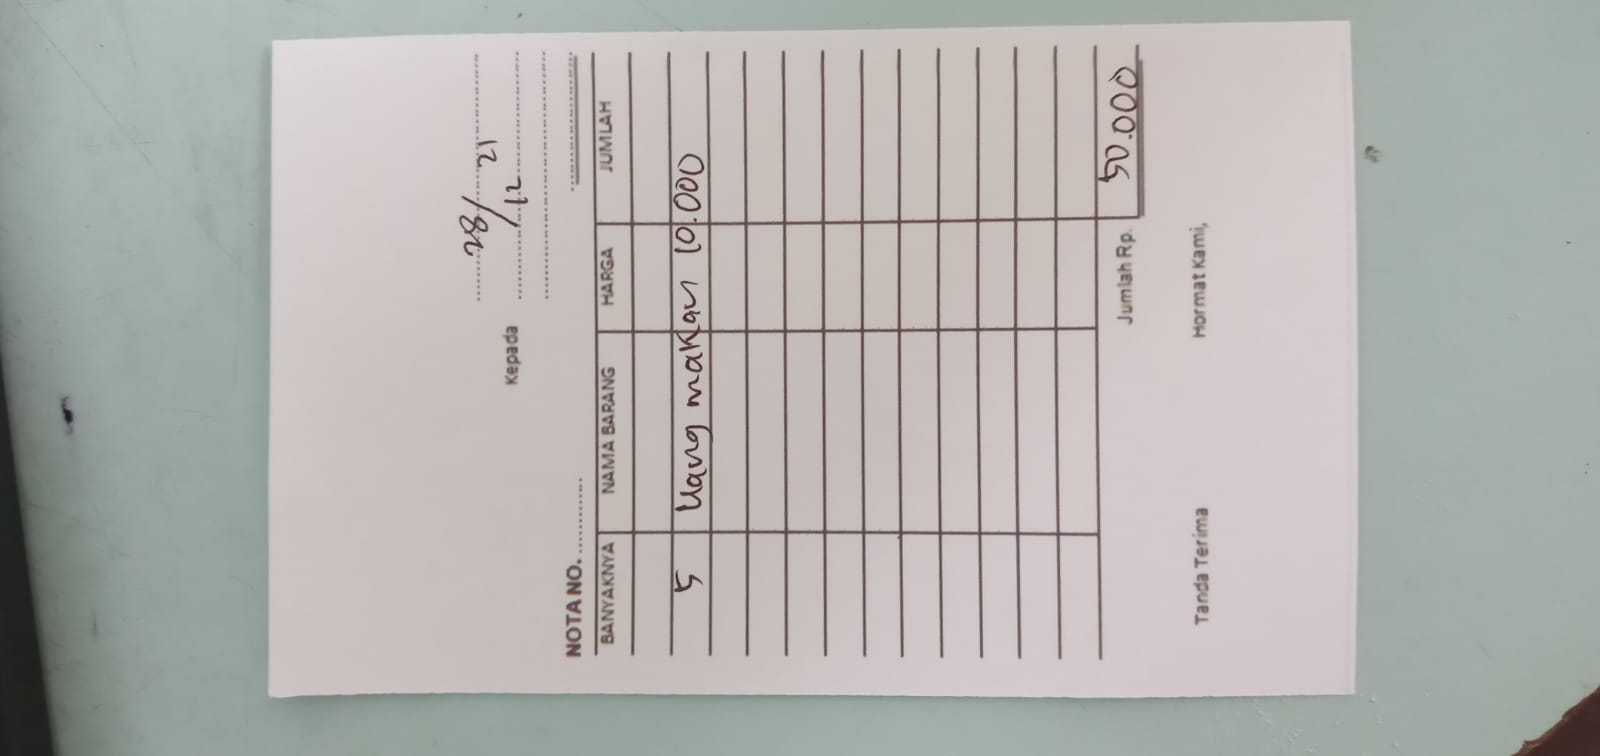 28/12 21
Kepada
NOTA NO. ............
BANYAKNYA NAMA BARANG HARGA JUMLAH
5 Uang makan 10.000
Jumlah Rp. 50.000
Tanda Terima Hormat Kami,